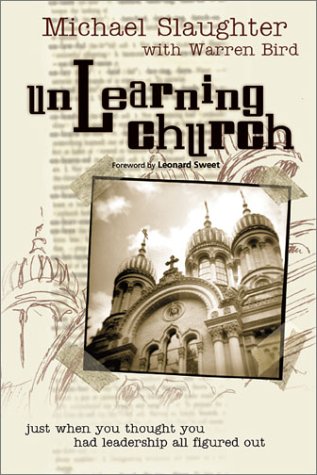 Michael Slaughter
with Warren Bird
unLearning
church
Foreword by Leonard Sweet
just when you thought you
had leadership all figured out